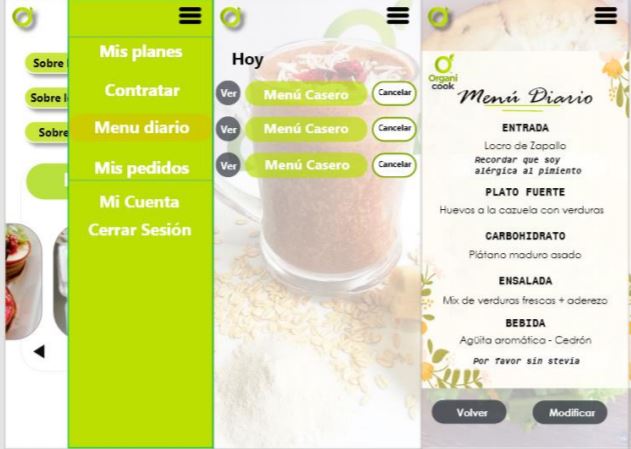 Sobre
Sobre
Sobre
Mis planes
Contratar
Menu diario
Mis pedidos
Mi Cuenta
Cerrar Sesión
Hoy
Ver Menú Casero Cancelar
Ver Menú Casero Cancelar
Ver Menú Casero Cancelar
Organi
cook
Menú Diario
ENTRADA
Locro de Zapallo
Recordar que soy
alérgica al pimiento
PLATO FUERTE
Huevos a la cazuela con verduras
CARBOHIDRATO
Plátano maduro asado
ENSALADA
Mix de verduras frescas + aderezo
BEBIDA
Agüita aromática - Cedrón
Por favor sin stevia
Volver Modificar